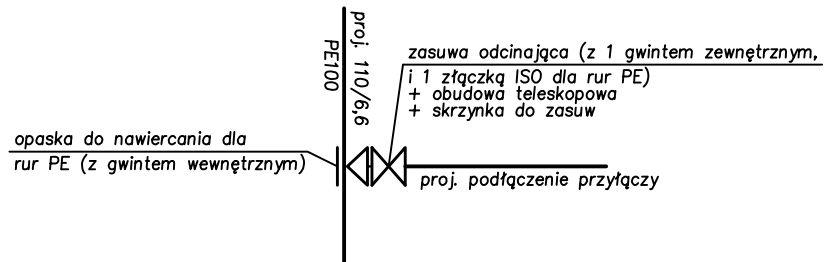 proj. 110/6,6
PE100
zasuwa odcinająca (z 1 gwintem zewnętrznym,
i 1 złączką ISO dla rur PE)
+ obudowa teleskopowa
+ skrzynka do zasuw
opaska do nawiercania dla
rur PE (z gwintem wewnętrznym)
proj. podłączenie przyłączy